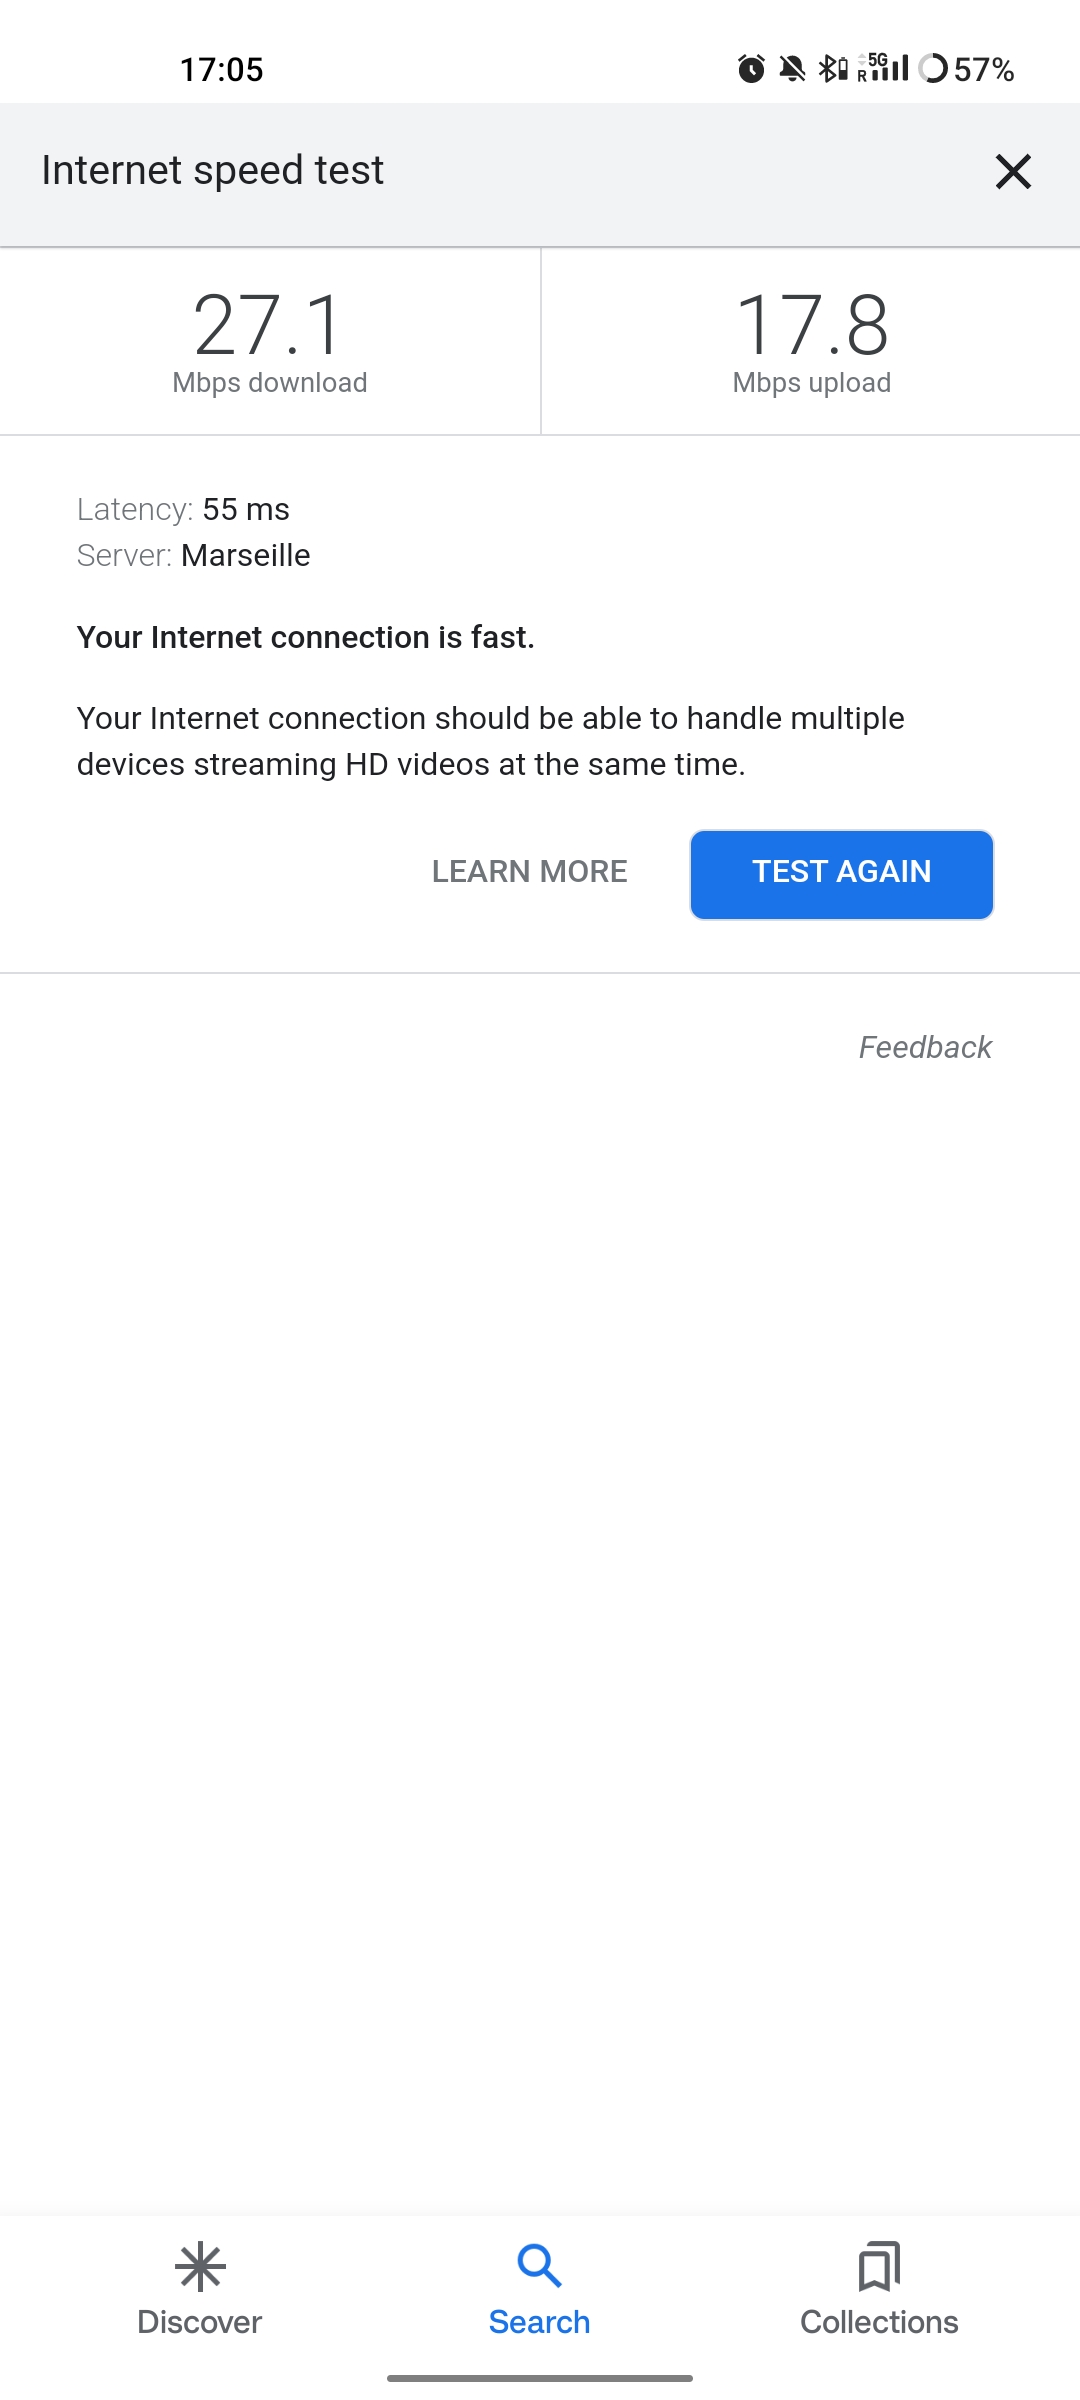 17:05
5G
R
57%
Internet speed test
27.1
17.8
Mbps download
Mbps upload
Latency: 55 ms
Server: Marseille
Your Internet connection is fast.
Your Internet connection should be able to handle multiple
devices streaming HD videos at the same time.
LEARN MORE
TEST AGAIN
Feedback
Discover
Search
Collections